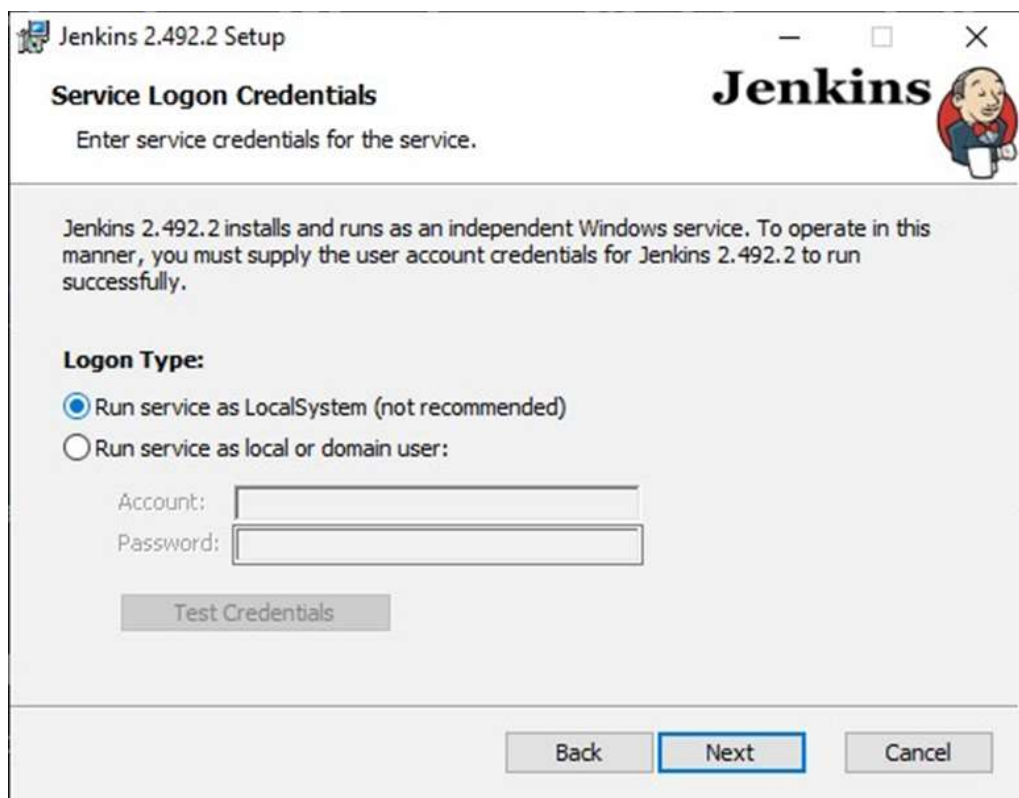 Jenkins 2.492.2 Setup
Service Logon Credentials
Jenkins
Enter service credentials for the service.
Jenkins 2.492.2 installs and runs as an independent Windows service. To operate in this
manner, you must supply the user account credentials for Jenkins 2.492.2 to run
successfully.
Logon Type:
Run service as LocalSystem (not recommended)
Run service as local or domain user:
Account:
Password:
Test Credentials
Back Next Cancel